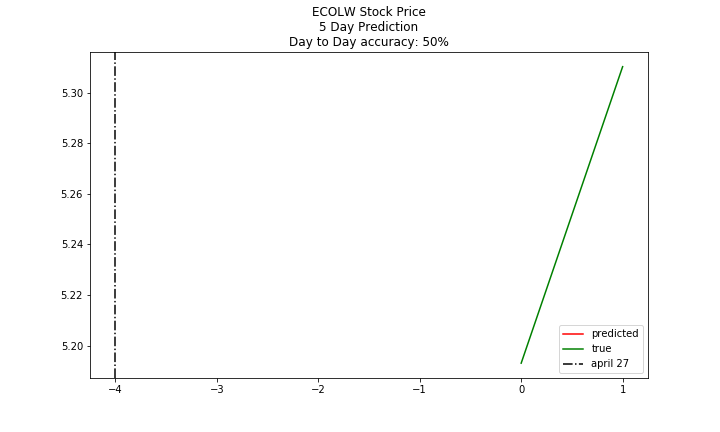 ECOLW Stock Price
5 Day Prediction
Day to Day accuracy: 50%
5.30
5.28
5.26
5.24
5.22
5.20
−4
−3
−2
−1
0
1
predicted
true
april 27